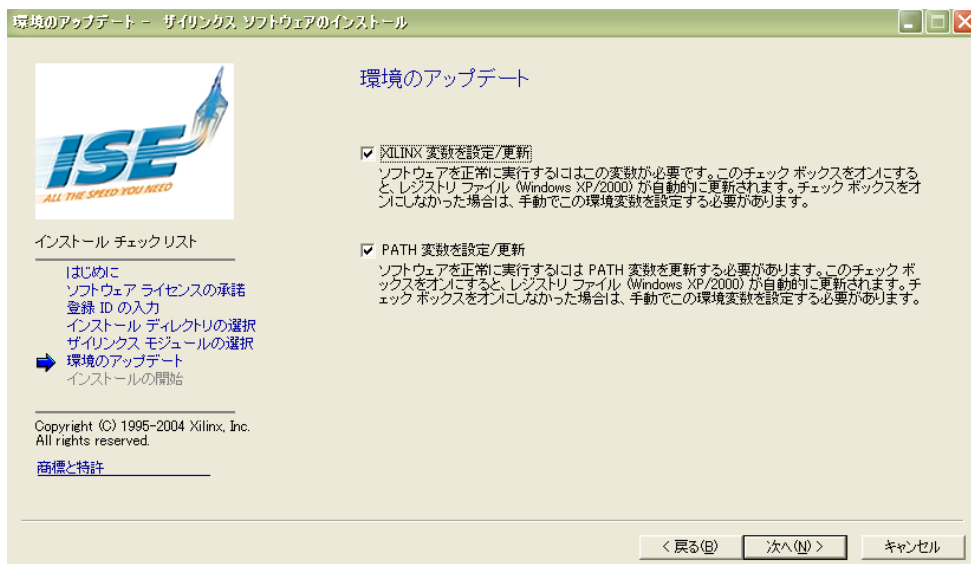 環境のアップデート - ザイリンクス ソフトウェアのインストール
ISE
ALL THE SPEED YOU NEED
インストール チェックリスト
はじめに
ソフトウェア ライセンスの承諾
登録 ID の入力
インストール ディレクトリの選択
ザイリンクス モジュールの選択
環境のアップデート
インストールの開始
Copyright (C) 1995-2004 Xilinx, Inc.
All rights reserved.
商標と特許
環境のアップデート
XILINX 変数を設定/更新
ソフトウェアを正常に実行するにはこの変数が必要です。このチェック ボックスをオンにする
と、レジストリ ファイル (Windows XP/2000) が自動的に更新されます。チェック ボックスをオ
ンにしなかった場合は、手動でこの環境変数を設定する必要があります。
PATH 変数を設定/更新
ソフトウェアを正常に実行するには PATH 変数を更新する必要があります。このチェック ボ
ックスをオンにすると、レジストリ ファイル (Windows XP/2000) が自動的に更新されます。チ
ェック ボックスをオンにしなかった場合は、手動でこの環境変数を設定する必要があります。
< 戻る(B)
次へ(N) >
キャンセル